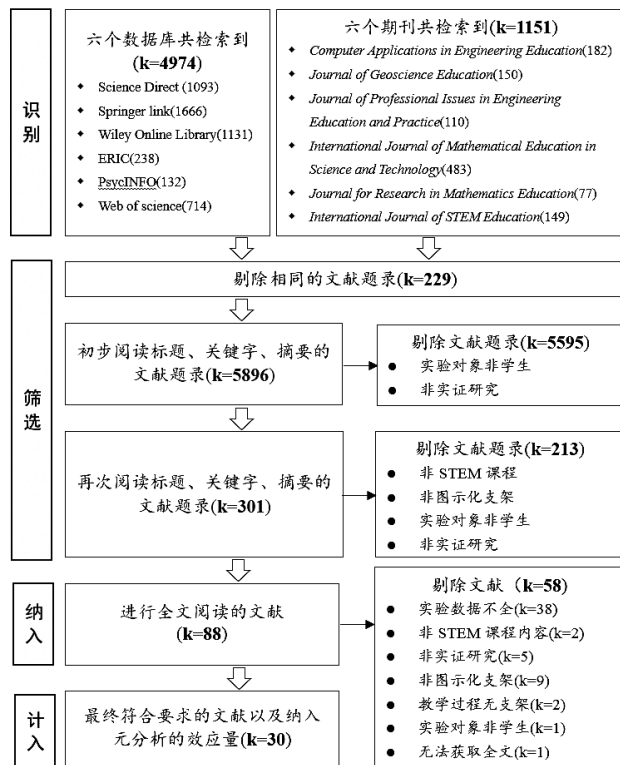 识别
六个数据库共检索到
(k=4974)
Science Direct (1093)
Springer link(1666)
Wiley Online Library(1131)
ERIC(238)
PsycINFO(132)
Web of science(714)
六个期刊共检索到(k=1151)
Computer Applications in Engineering Education(182)
Journal of Geoscience Education(150)
Journal of Professional Issues in Engineering
Education and Practice(110)
International Journal of Mathematical Education in
Science and Technology(483)
Journal for Research in Mathematics Education(77)
International Journal of STEM Education(149)
筛选
剔除相同的文献题录(k=229)
初步阅读标题、关键字、摘要的
文献题录(k=5896)
剔除文献题录(k=5595)
实验对象非学生
非实证研究
再次阅读标题、关键字、摘要的
文献题录(k=301)
剔除文献题录(k=213)
非 STEM 课程
非图示化支架
实验对象非学生
非实证研究
纳入
进行全文阅读的文献
(k=88)
剔除文献（k=58)
实验数据不全(k=38)
非 STEM 课程内容(k=2)
非实证研究(k=5)
非图示化支架(k=9)
教学过程无支架(k=2)
实验对象非学生(k=1)
无法获取全文(k=1)
计入
最终符合要求的文献以及纳入
元分析的效应量(k=30)